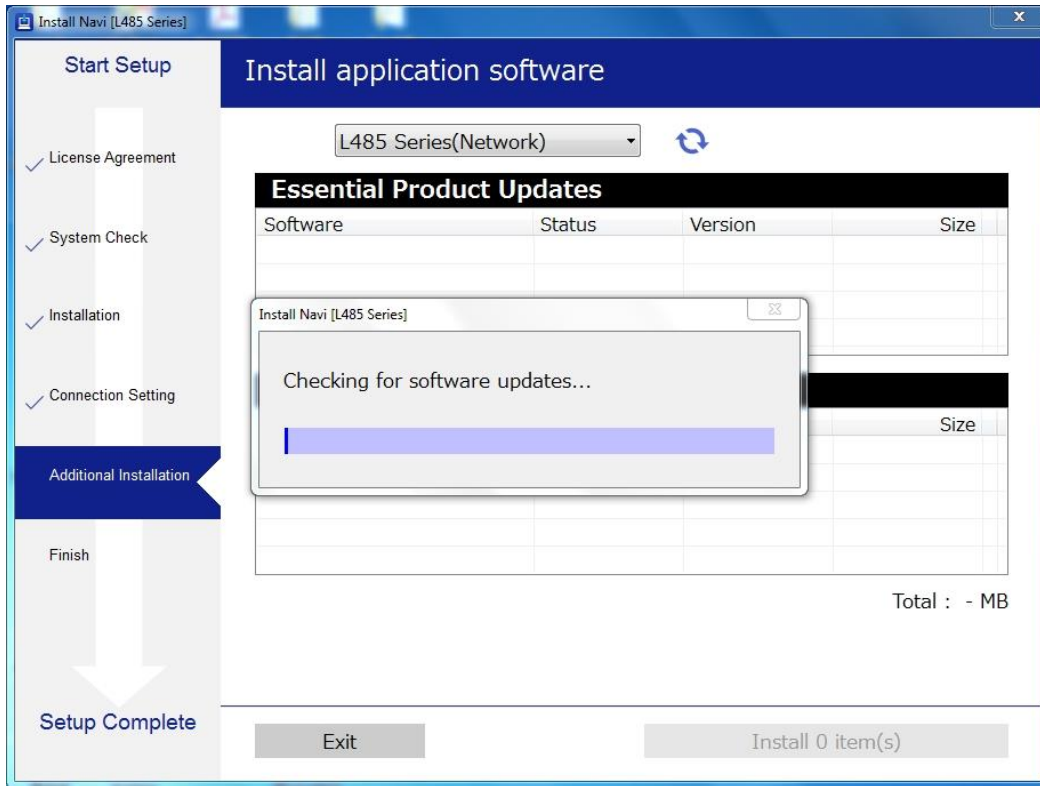 Install Navi [L485 Series]
x
Start Setup
Install application software
License Agreement
System Check
Installation
Connection Setting
Additional Installation
Finish
Setup Complete
L485 Series(Network)
Essential Product Updates
Software Status Version Size
Install Navi [L485 Series]
Checking for software updates...
Size
Total : - MB
Exit
Install 0 item(s)